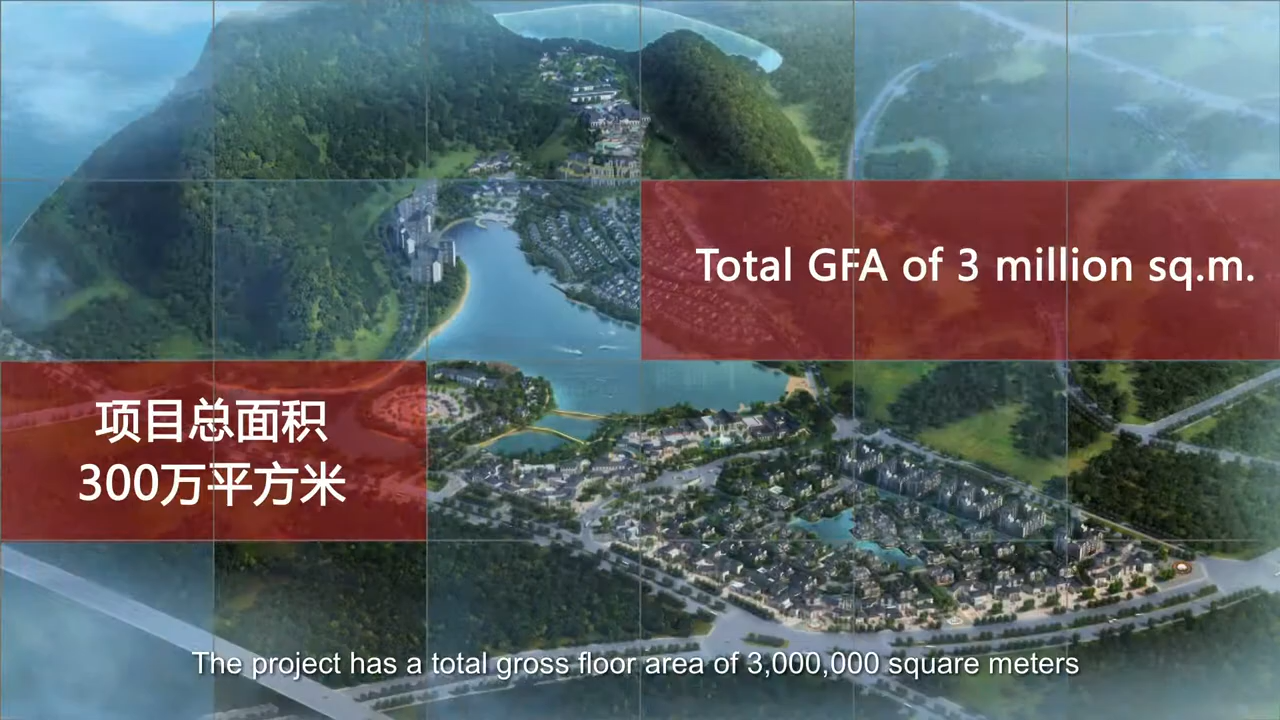 Total GFA of 3 million sq.m.
项目总面积
300万平方米
The project has a total gross floor area of 3,000,000 square meters